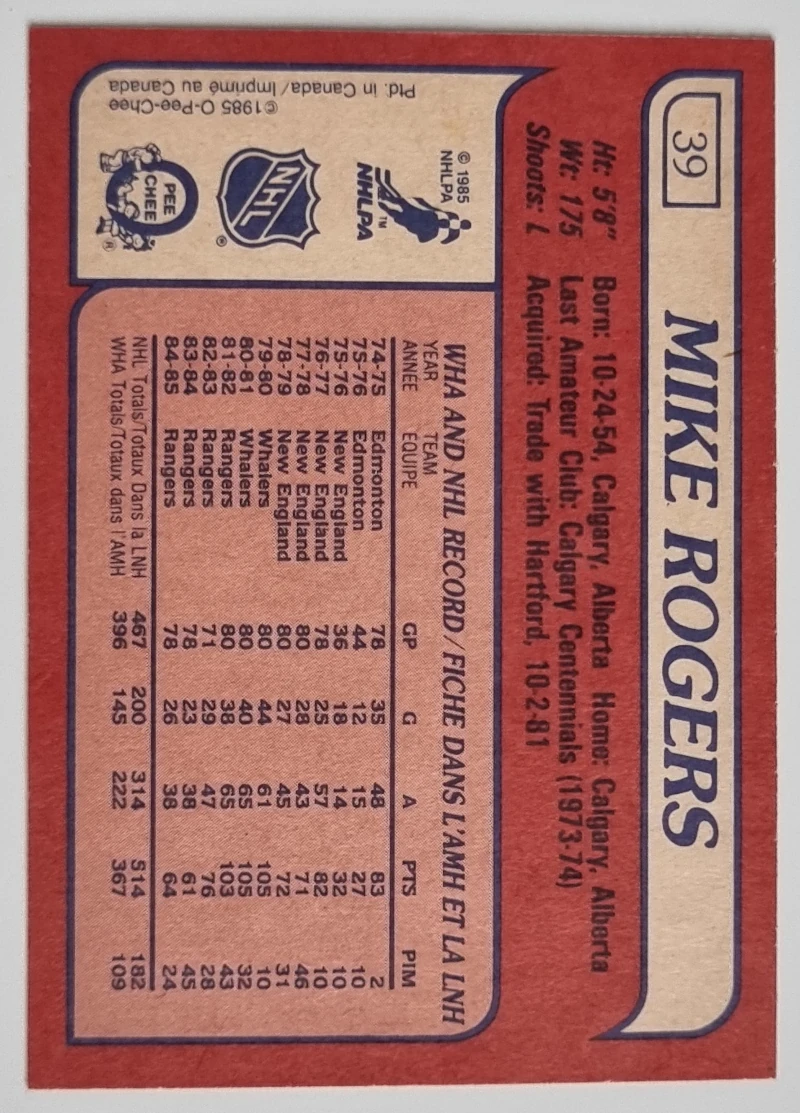 39
MIKE ROGERS
Ht: 5'8" Born: 10-24-54, Calgary, Alberta Home: Calgary, Alberta
Wt: 175 Last Amateur Club: Calgary Centennials (1973-74)
Shoots: L Acquired: Trade with Hartford, 10-2-81
© 1985
NHLPA
™
NHLPA
NHL
®
PEE
CHEE
®
©1985 O-Pee-Chee
Ptd. in Canada/Imprimé au Canada
WHA AND NHL RECORD/FICHE DANS L'AMH ET LA LNH
YEAR TEAM
ANNEE EQUIPE GP G A PTS PIM
74-75 Edmonton 78 35 48 83 2
75-76 Edmonton 44 12 15 27 10
75-76 New England 36 18 14 32 10
76-77 New England 78 25 57 82 10
77-78 New England 80 28 43 71 46
78-79 New England 80 27 45 72 31
79-80 Whalers 80 44 61 105 10
80-81 Whalers 80 40 65 105 32
81-82 Rangers 80 38 65 103 43
82-83 Rangers 71 29 47 76 28
83-84 Rangers 78 23 38 61 45
84-85 Rangers 78 26 38 64 24
NHL Totals/Totaux Dans la LNH 467 200 314 514 182
WHA Totals/Totaux dans l'AMH 396 145 222 367 109